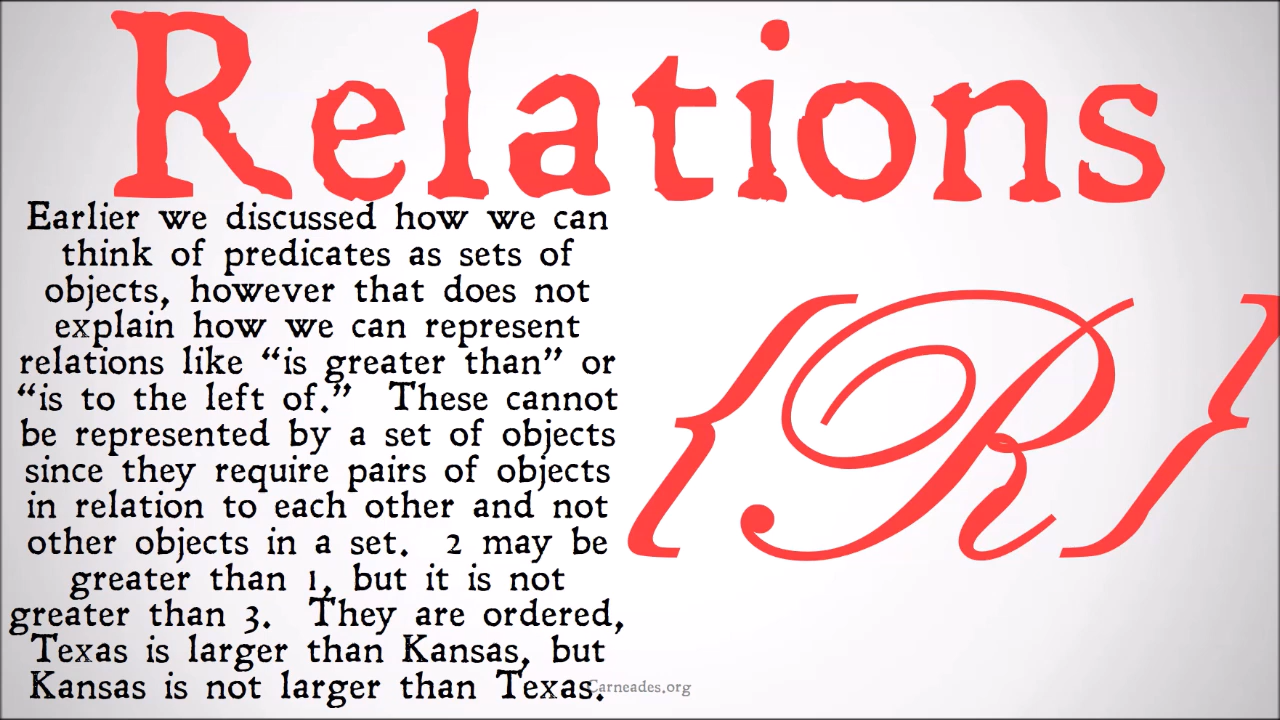 Relations
Earlier we discussed how we can
think of predicates as sets of
objects, however that does not
explain how we can represent
relations like “is greater than” or
“is to the left of.”  These cannot
be represented by a set of objects
since they require pairs of objects
in relation to each other and not
other objects in a set.  2 may be
greater than 1, but it is not
greater than 3.  They are ordered,
Texas is larger than Kansas, but
Kansas is not larger than Texas.
{R}
Carneades.org